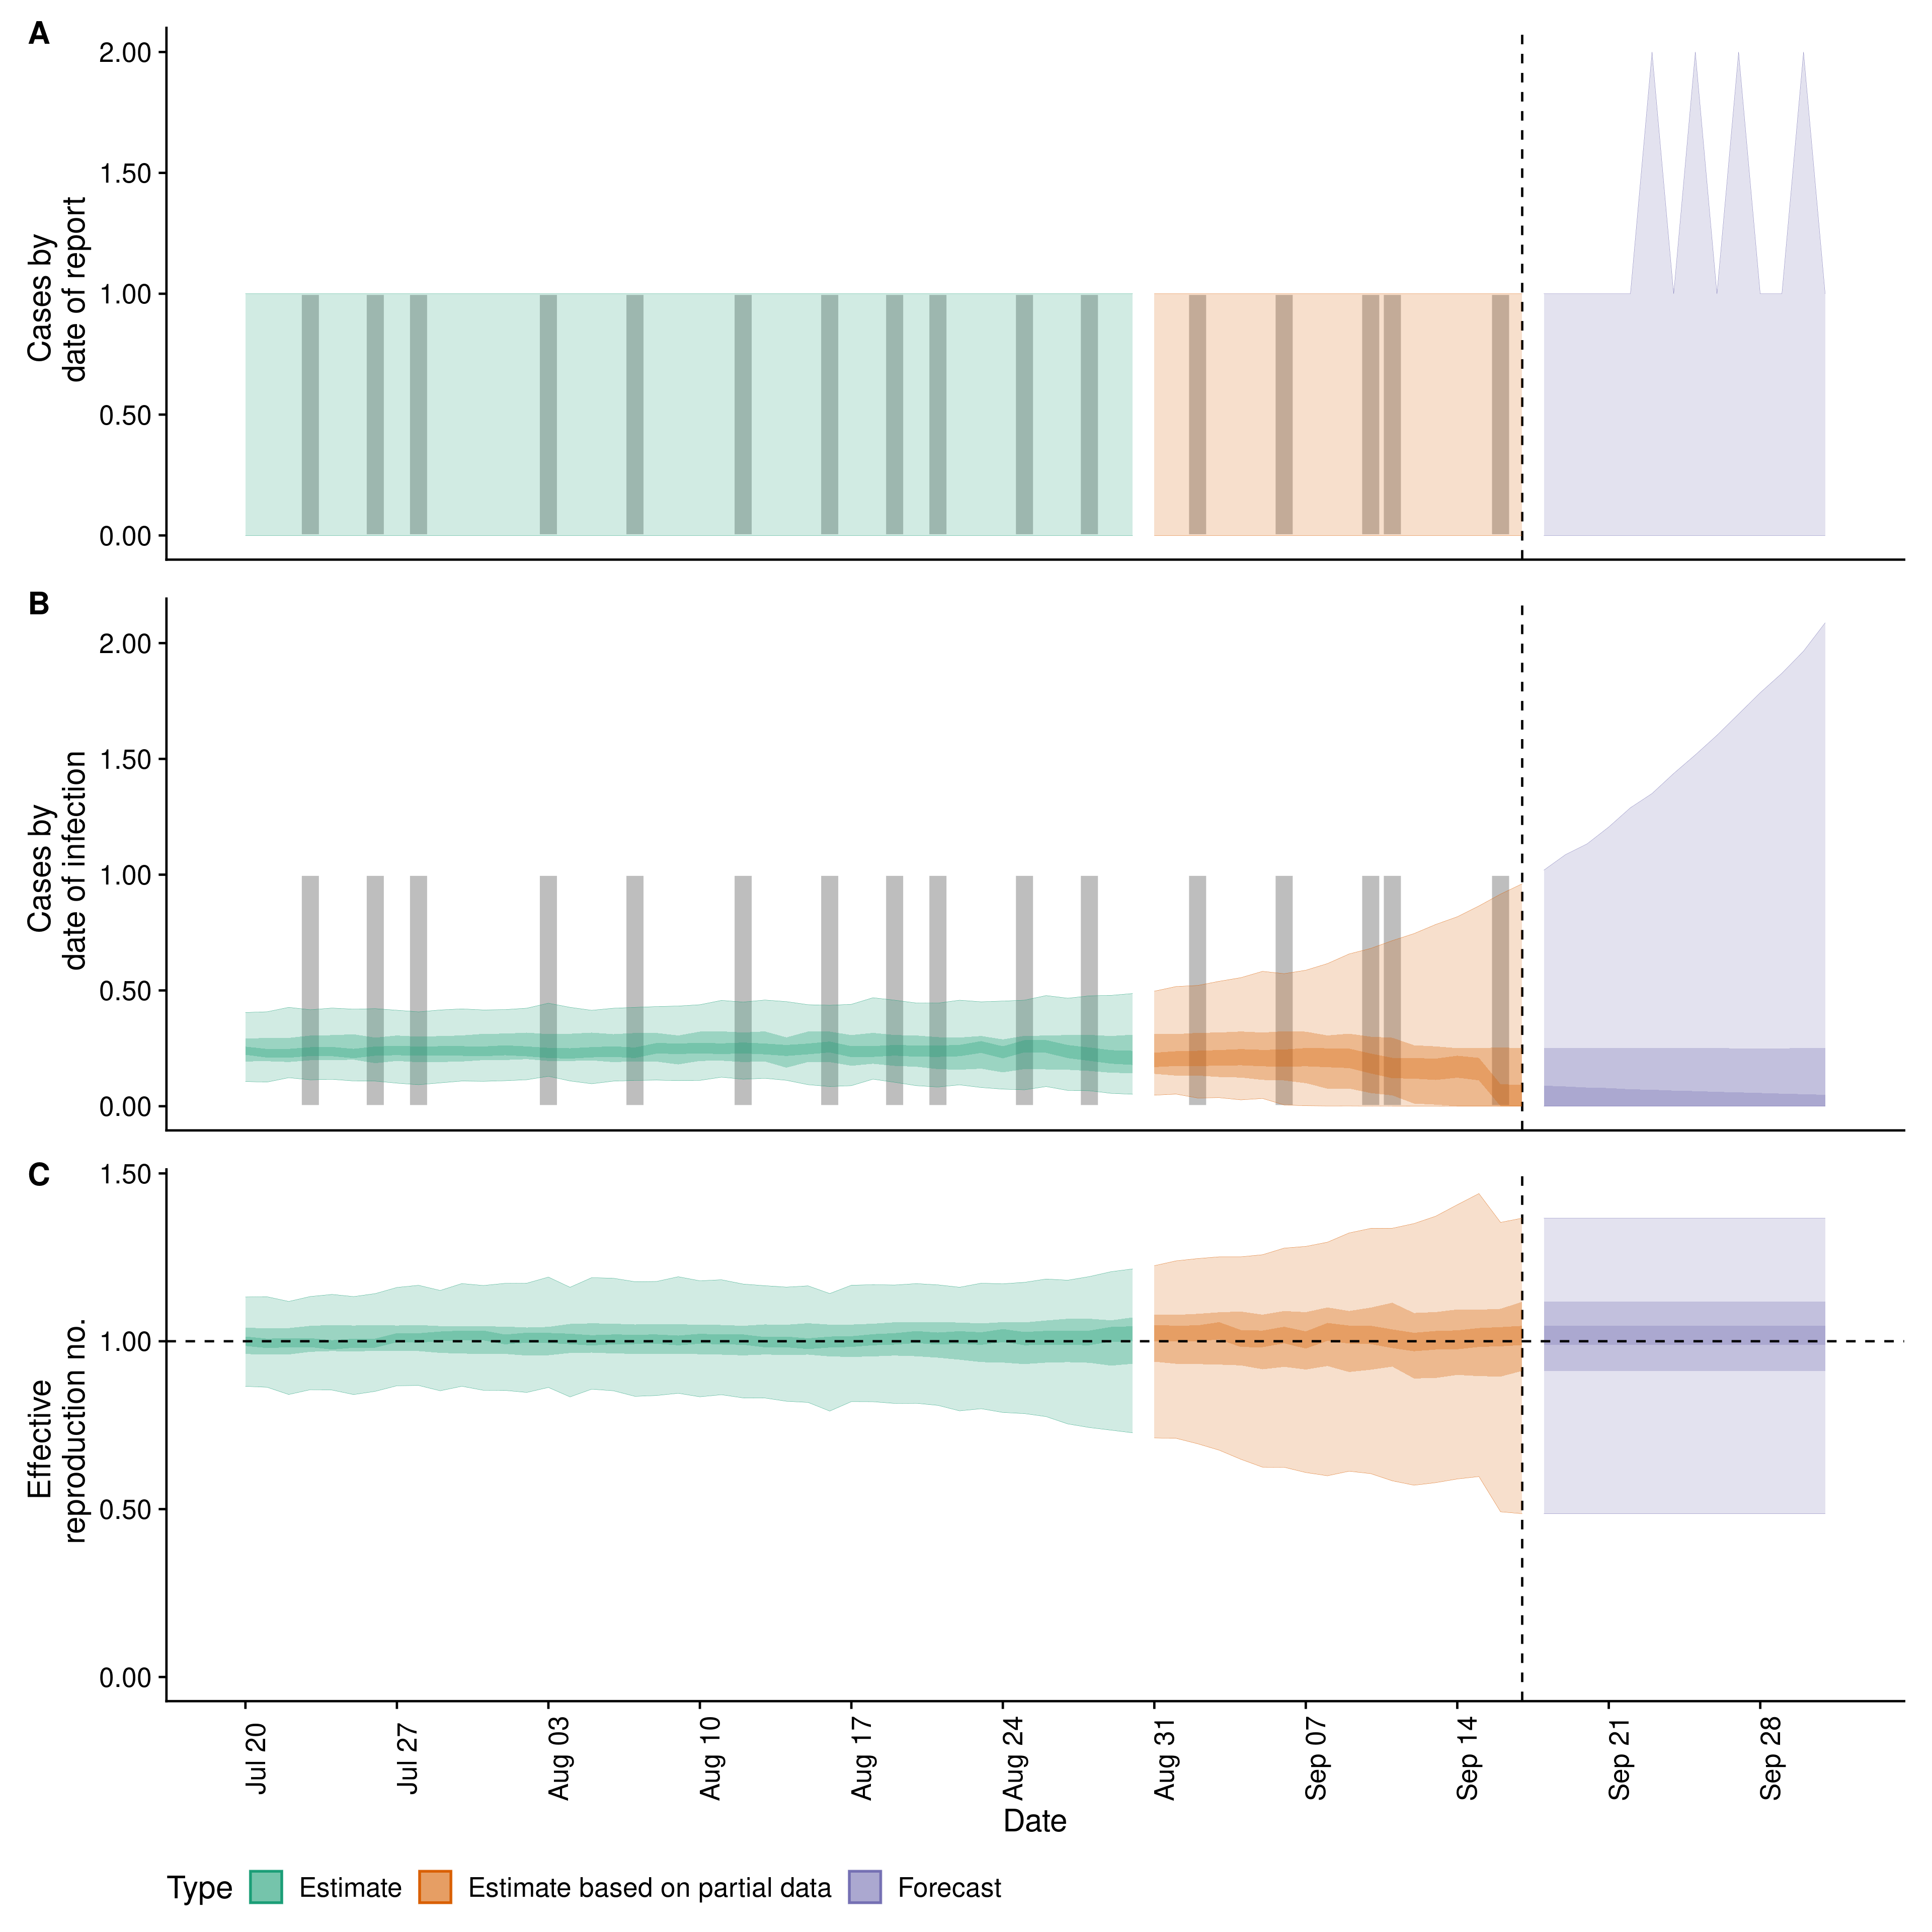 A
2.00
1.50
1.00
0.50
0.00
Cases by
date of report
B
2.00
1.50
1.00
0.50
0.00
Cases by
date of infection
C
1.50
1.00
0.50
0.00
Effective
reproduction no.
Jul 20
Jul 27
Aug 03
Aug 10
Aug 17
Aug 24
Aug 31
Sep 07
Sep 14
Sep 21
Sep 28
Date
Type Estimate Estimate based on partial data Forecast